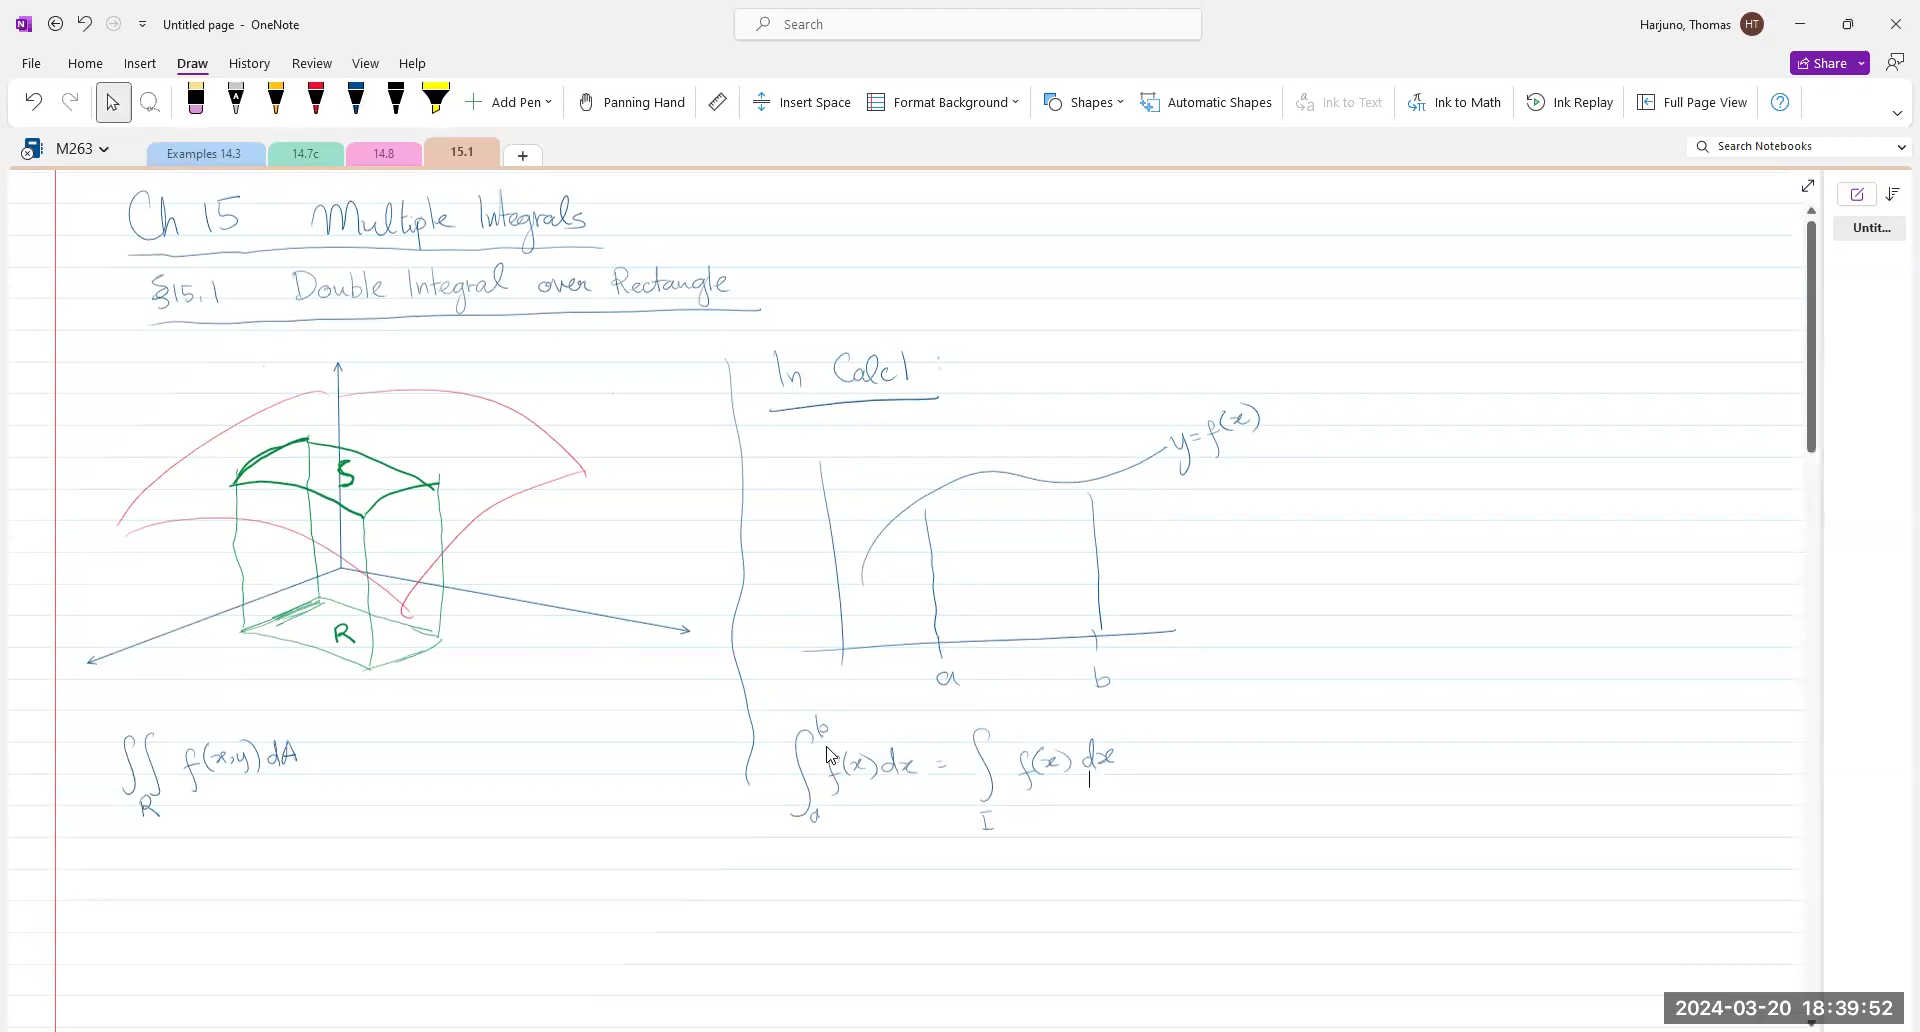 Untitled page - OneNote
Search
Harjuno, Thomas
HT
File Home Insert Draw History Review View Help
Share
Add Pen
Panning Hand
Insert Space
Format Background
Shapes
Automatic Shapes
Ink to Text
Ink to Math
Ink Replay
Full Page View
M263
Examples 14.3
14.7c
14.8
15.1
Search Notebooks
Untit...
Ch 15 Multiple Integrals
§15.1 Double Integral over Rectangle
In Calc 1 :
y=f(x)
S
R
a b
∬_R f(x,y) dA
∫_a^b f(x) dx = ∫_I f(x) dx
2024-03-20 18:39:52